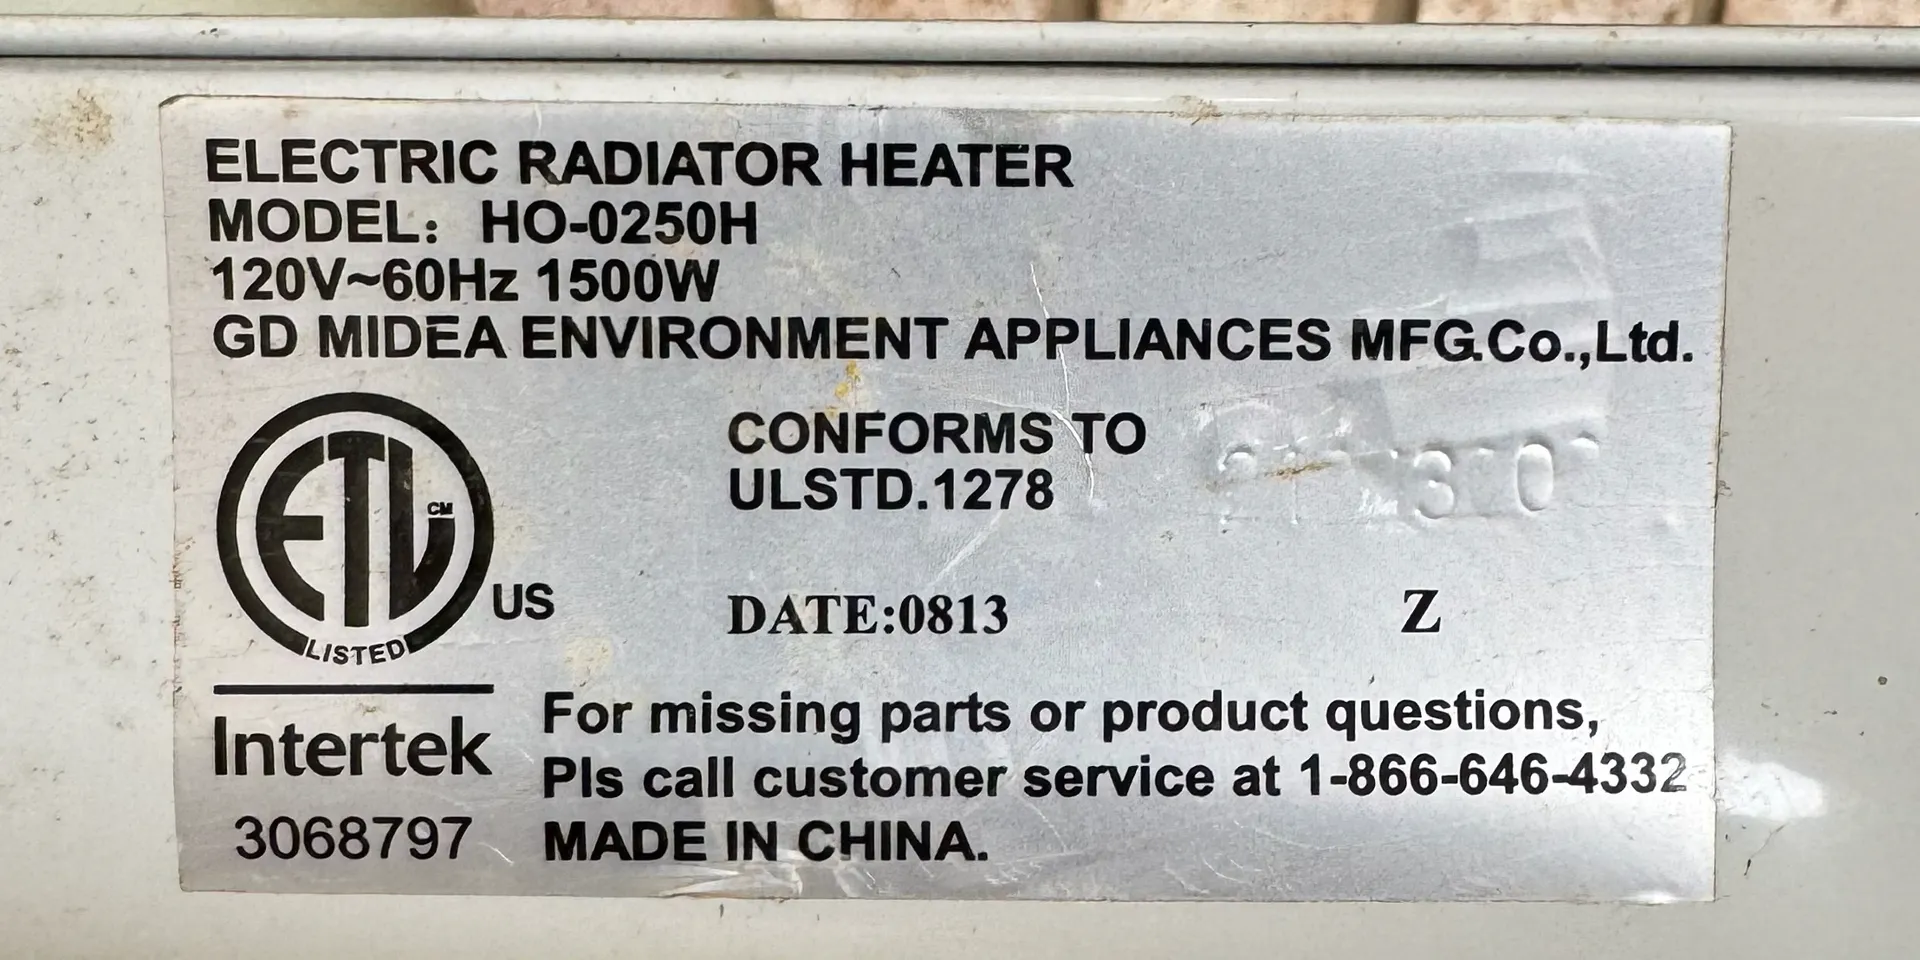 ELECTRIC RADIATOR HEATER
MODEL: HO-0250H
120V~60Hz 1500W
GD MIDEA ENVIRONMENT APPLIANCES MFG.Co.,Ltd.
ETL CM
LISTED
US
Intertek
3068797
CONFORMS TO
ULSTD.1278
DATE:0813
Z
For missing parts or product questions,
Pls call customer service at 1-866-646-4332
MADE IN CHINA.